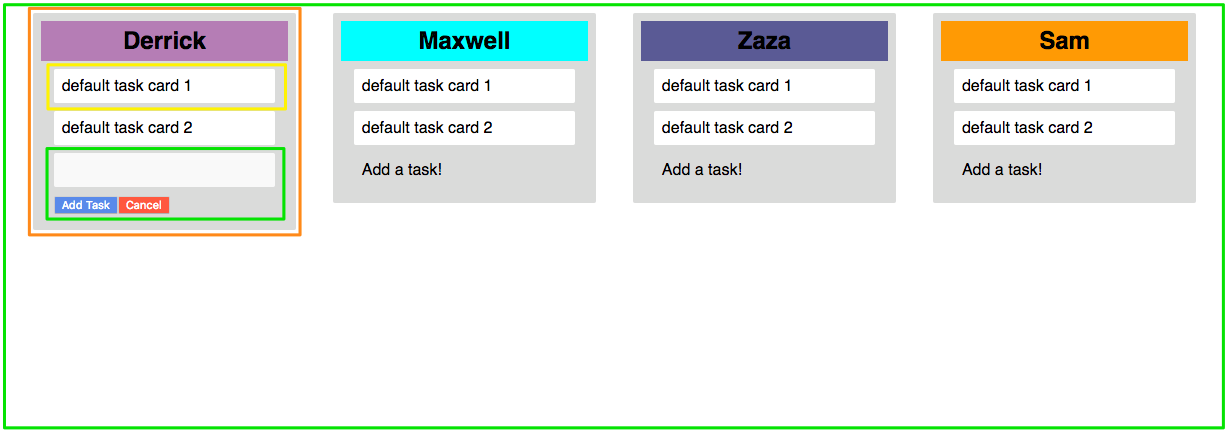 Derrick
default task card 1
default task card 2
Add Task Cancel
Maxwell
default task card 1
default task card 2
Add a task!
Zaza
default task card 1
default task card 2
Add a task!
Sam
default task card 1
default task card 2
Add a task!